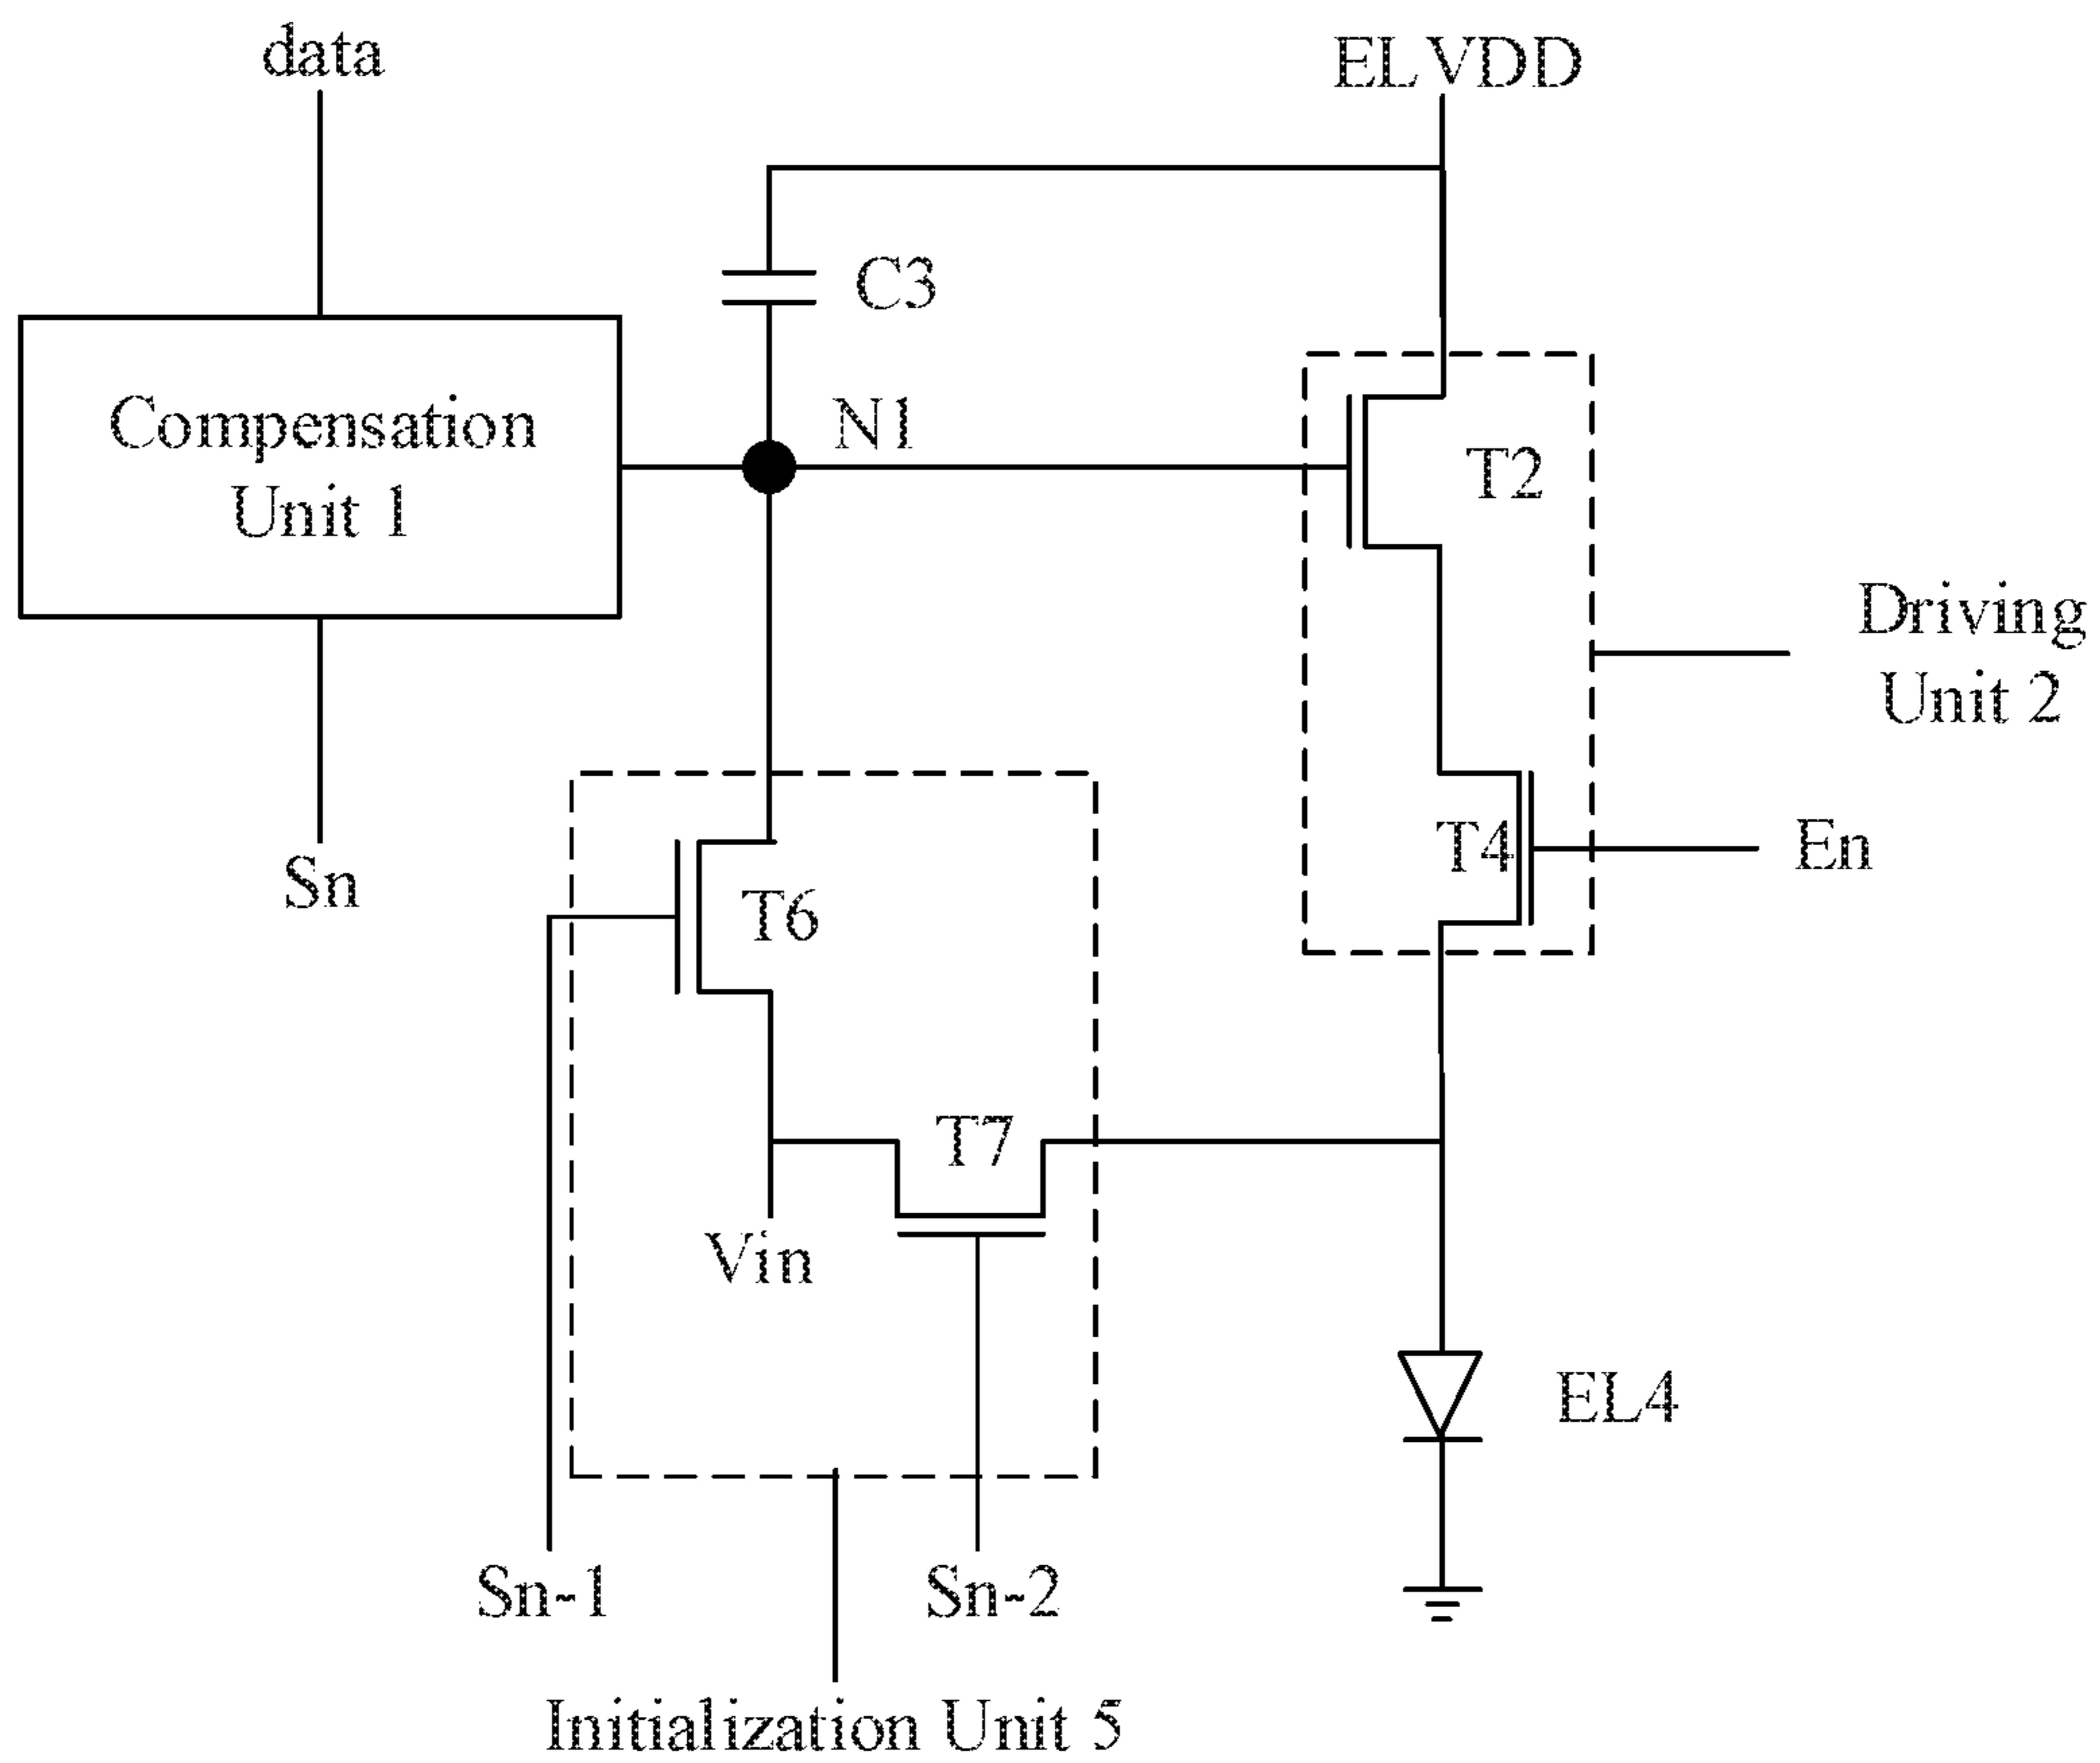 data
ELVDD
C3
N1
Compensation
Unit 1
T2
Driving
Unit 2
T4
En
Sn
T6
T7
Vin
EL4
Sn-1
Sn-2
Initialization Unit 5